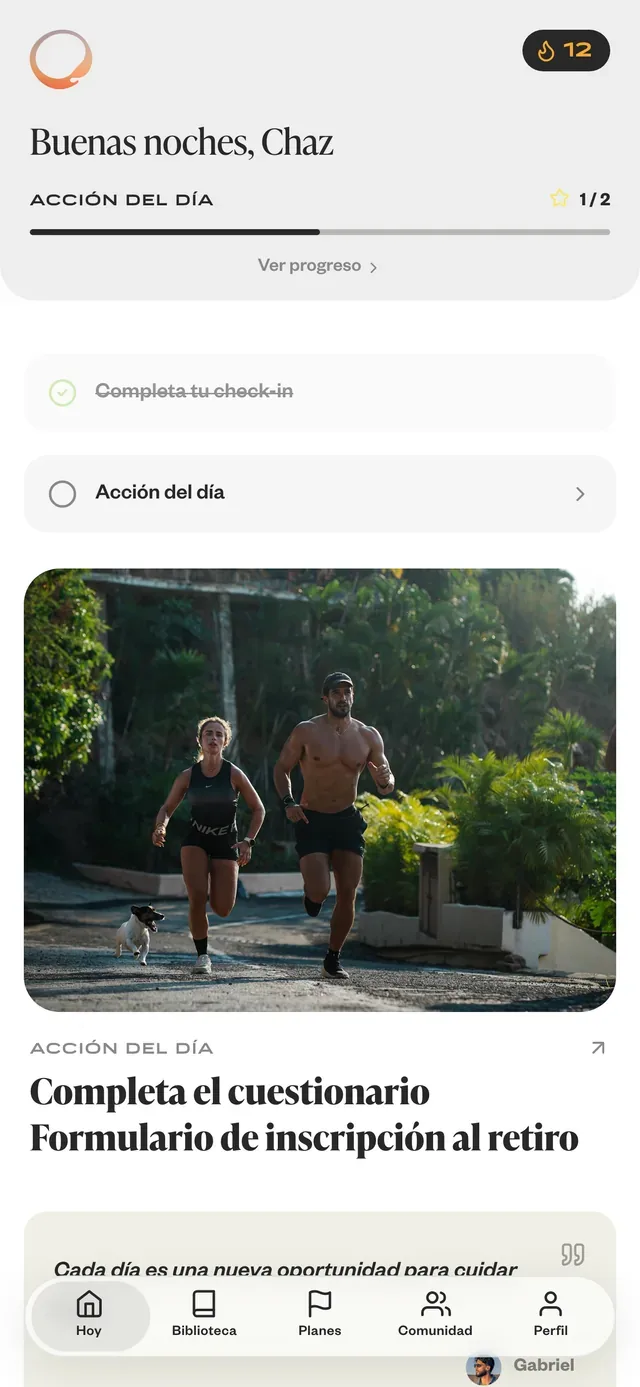 12
Buenas noches, Chaz
ACCIÓN DEL DÍA
1/2
Ver progreso
Completa tu check-in
Acción del día
NIKE
ACCIÓN DEL DÍA
Completa el cuestionario
Formulario de inscripción al retiro
Cada día es una nueva oportunidad para cuidar
Hoy
Biblioteca
Planes
Comunidad
Perfil
Gabriel